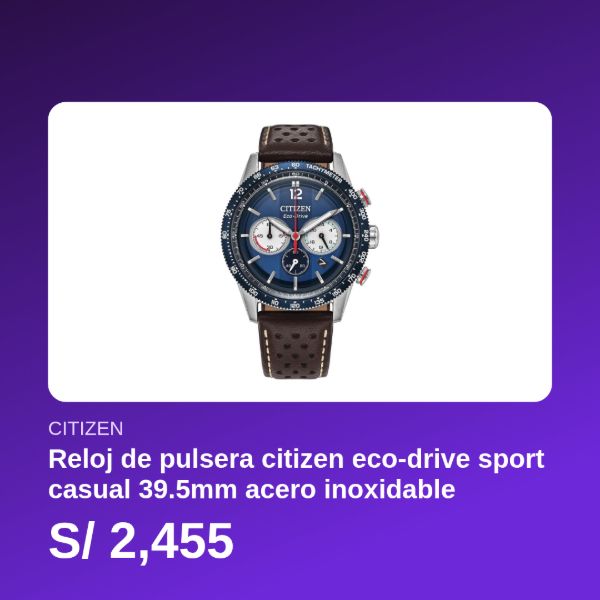 TACHYMETER
12
CITIZEN
Eco-Drive
CITIZEN
Reloj de pulsera citizen eco-drive sport
casual 39.5mm acero inoxidable
S/ 2,455